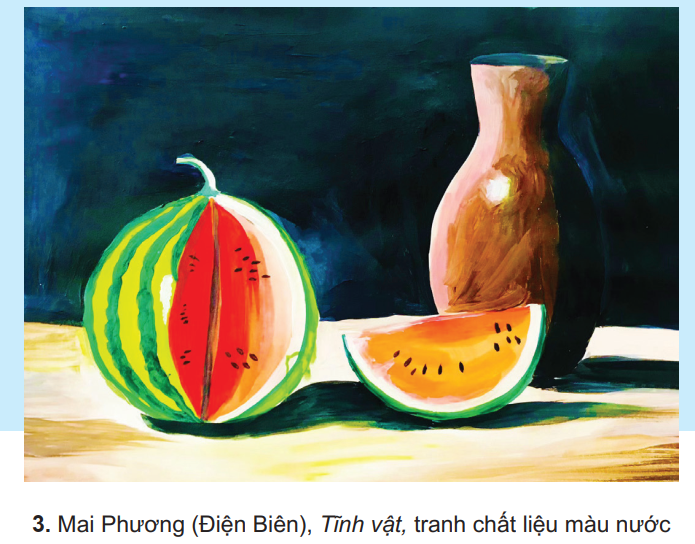 3. Mai Phương (Điện Biên), Tĩnh vật, tranh chất liệu màu nước